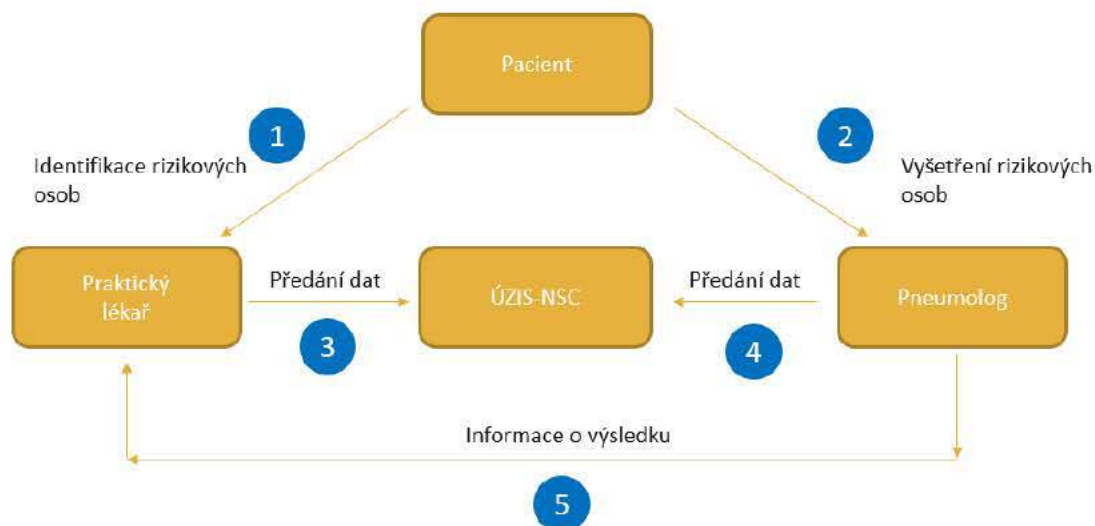 Pacient
1
2
Identifikace rizikových
osob
Vyšetření rizikových
osob
Praktický
lékař
Předání dat
ÚZIS-NSC
Předání dat
Pneumolog
3
4
Informace o výsledku
5